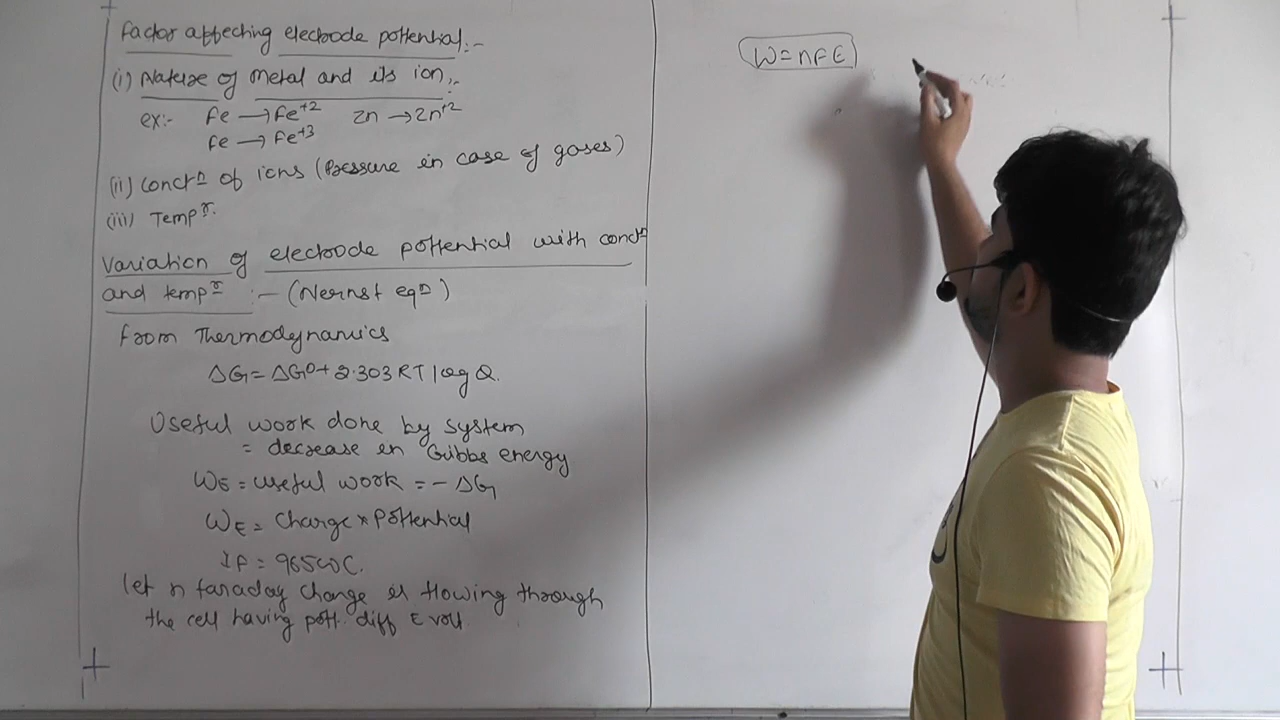 Factor affecting electrode pottential:-
(i) Nature of metal and its ion:-
ex:- Fe → Fe+2 Zn → Zn+2
Fe → Fe+3
(ii) Conctn of ions (Pressure in case of gases)
(iii) Tempr.
Variation of electrode pottential with conctn
and tempr :- (Nernst eqn)
from Thermodynamics
ΔG = ΔG0 + 2.303 RT log Q.
Useful work done by system
= decrease in Gibbs energy
WE = useful work = - ΔG
WE = Charge * Pottential
1F = 96500C.
let n faraday charge is flowing through
the cell having pott. diff E volt
W = nFE